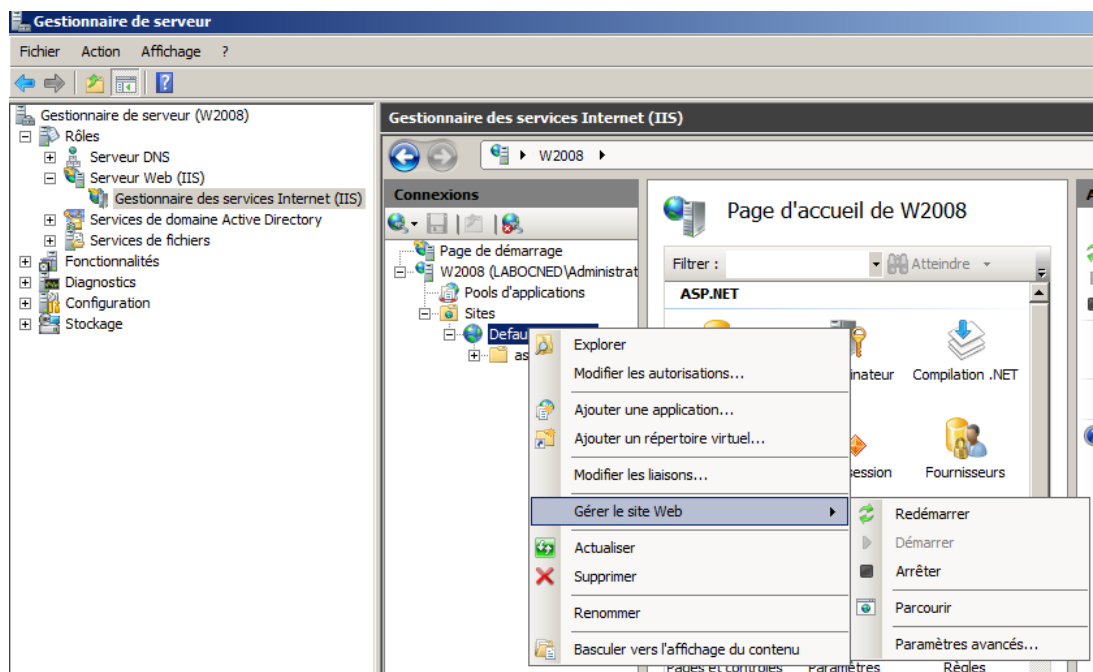 Gestionnaire de serveur
Fichier Action Affichage ?
Gestionnaire de serveur (W2008)
Rôles
Serveur DNS
Serveur Web (IIS)
Gestionnaire des services Internet (IIS)
Services de domaine Active Directory
Services de fichiers
Fonctionnalités
Diagnostics
Configuration
Stockage
Gestionnaire des services Internet (IIS)
W2008
Connexions
Page de démarrage
W2008 (LABOCNED\Administrat
Pools d'applications
Sites
Defau
as
Page d'accueil de W2008
Filtrer : Atteindre
ASP.NET
inateur Compilation .NET
ession Fournisseurs
Explorer
Modifier les autorisations...
Ajouter une application...
Ajouter un répertoire virtuel...
Modifier les liaisons...
Gérer le site Web
Actualiser
Supprimer
Renommer
Basculer vers l'affichage du contenu
Redémarrer
Démarrer
Arrêter
Parcourir
Paramètres avancés...
Pages et contrôles Paramètres Règles